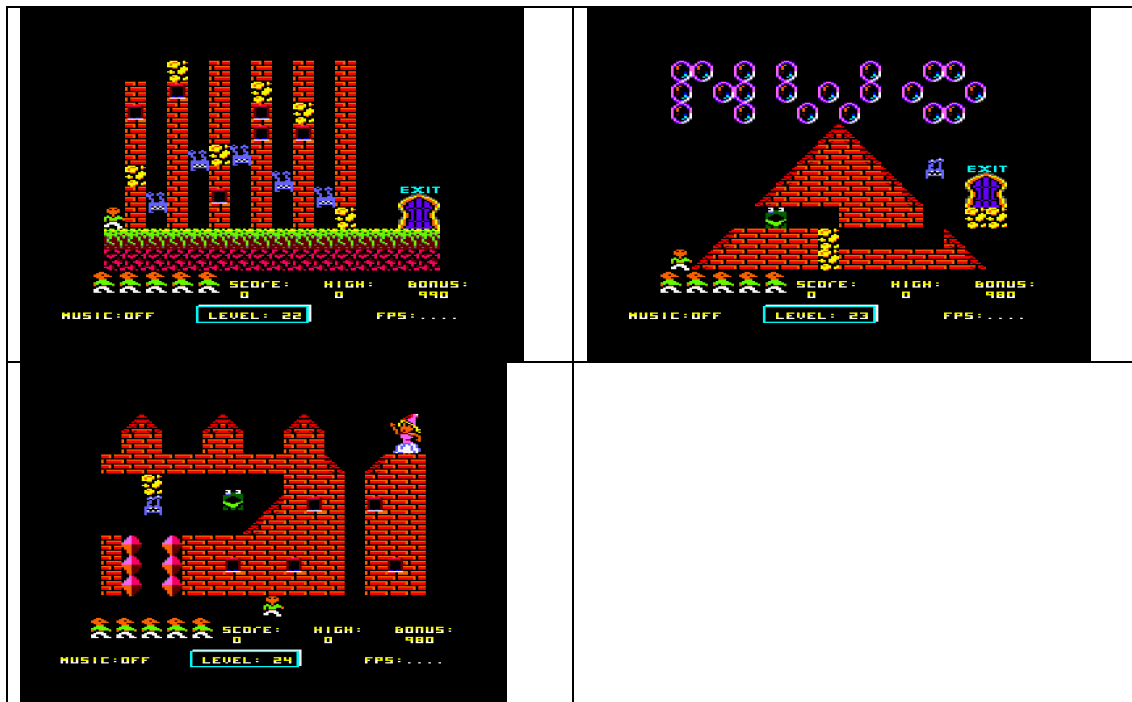 EXIT
SCORE: HIGH: BONUS:
0 0 990
MUSIC:OFF LEVEL: 22 FPS:....
NWO
EXIT
SCORE: HIGH: BONUS:
0 0 980
MUSIC:OFF LEVEL: 23 FPS:....
SCORE: HIGH: BONUS:
0 0 980
MUSIC:OFF LEVEL: 24 FPS:....